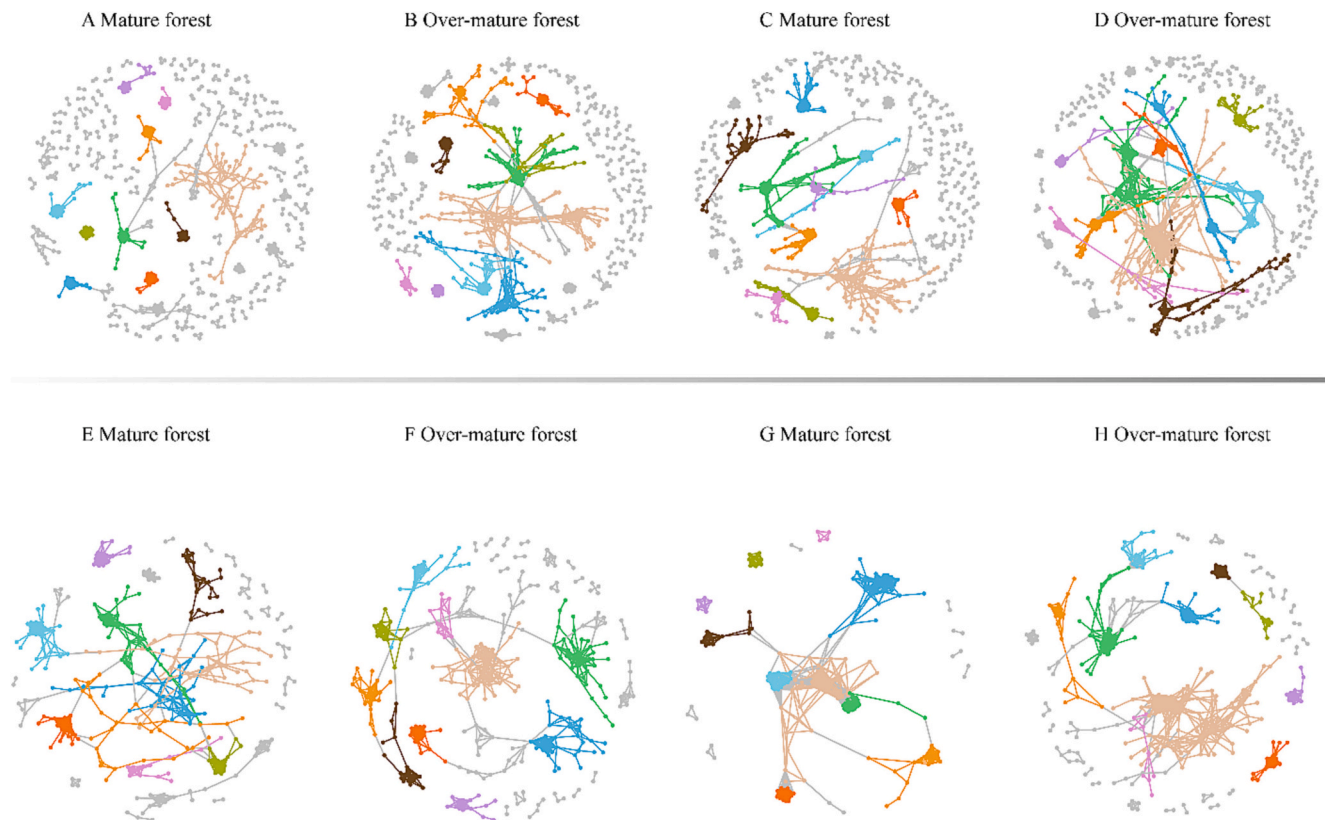 A Mature forest
B Over-mature forest
C Mature forest
D Over-mature forest
E Mature forest
F Over-mature forest
G Mature forest
H Over-mature forest